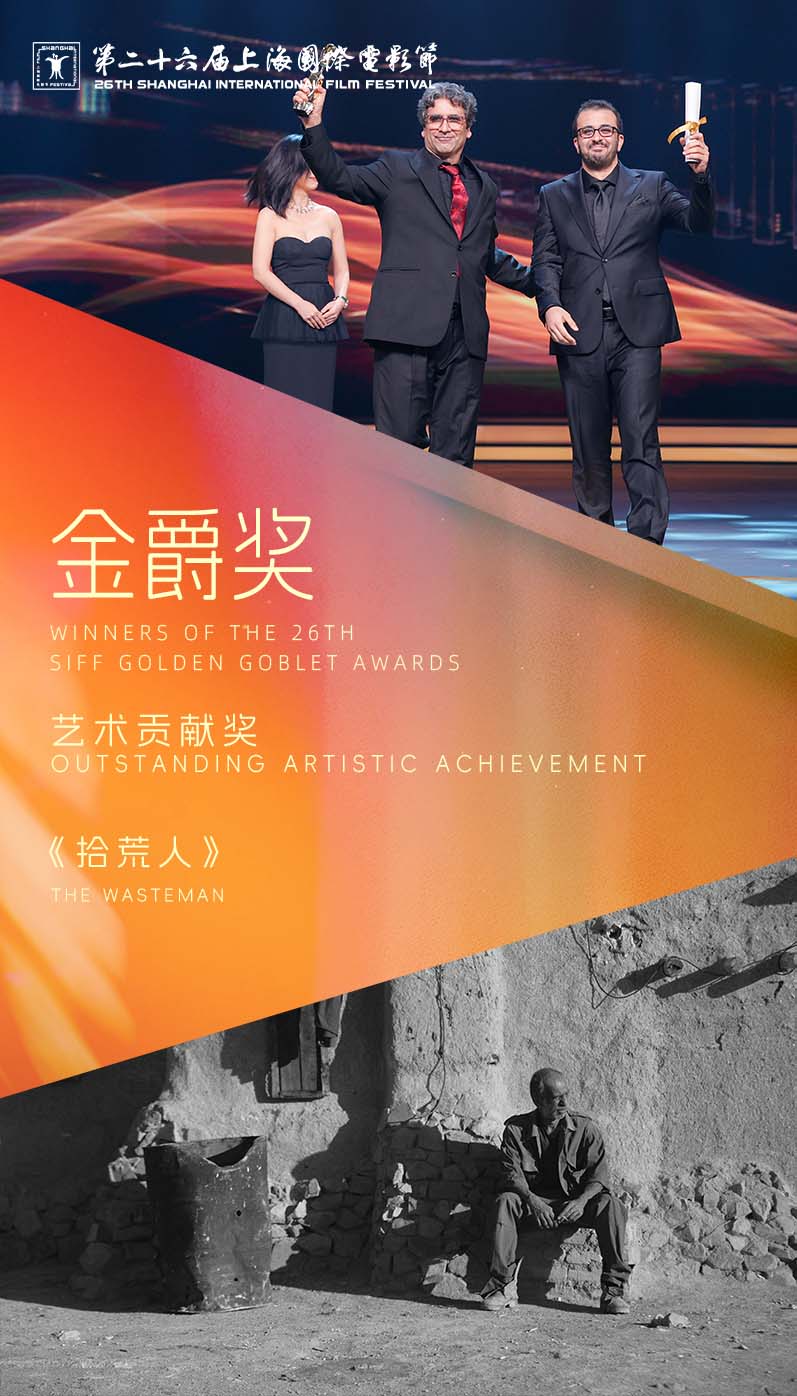 SHANGHAI
第二十六届上海國際電影節
26TH SHANGHAI INTERNATIONAL FILM FESTIVAL
金爵奖
WINNERS OF THE 26TH
SIFF GOLDEN GOBLET AWARDS
艺术贡献奖
OUTSTANDING ARTISTIC ACHIEVEMENT
《拾荒人》
THE WASTEMAN